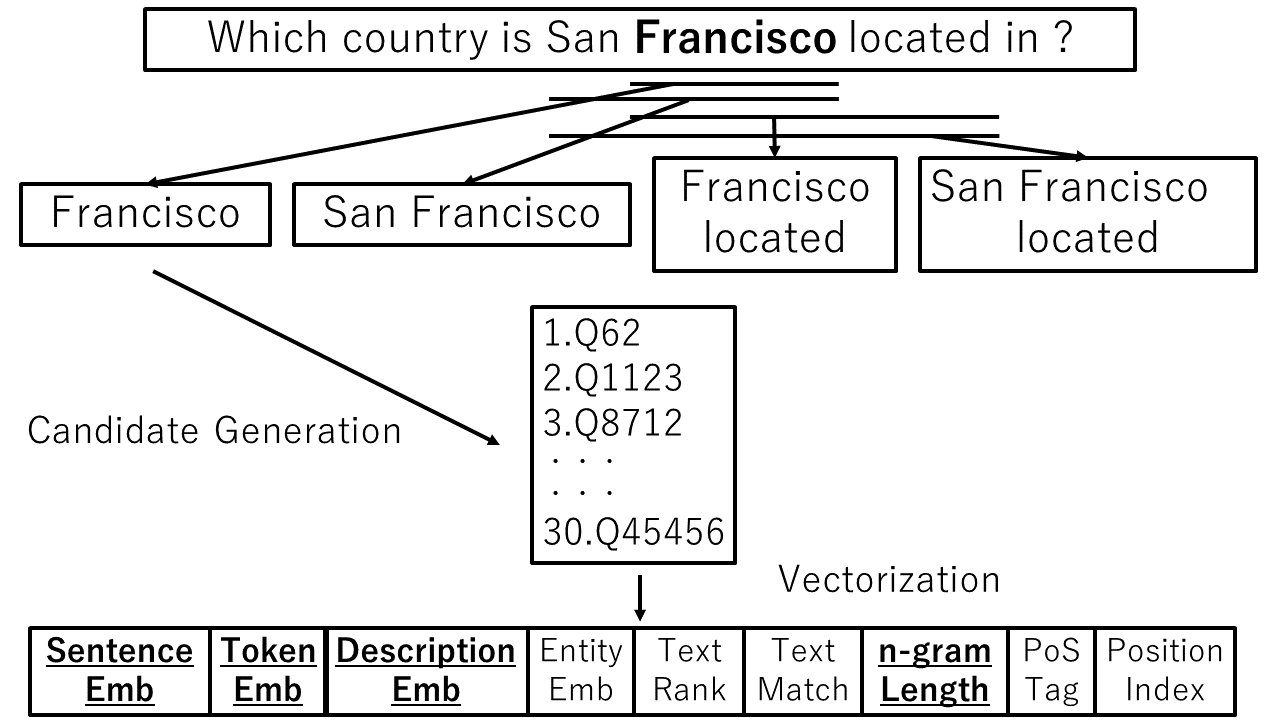 Which country is San Francisco located in ?
Francisco
San Francisco
Francisco
located
San Francisco
located
1.Q62
2.Q1123
3.Q8712
. . .
. . .
30.Q45456
Candidate Generation
Vectorization
Sentence
Emb
Token
Emb
Description
Emb
Entity
Emb
Text
Rank
Text
Match
n-gram
Length
PoS
Tag
Position
Index